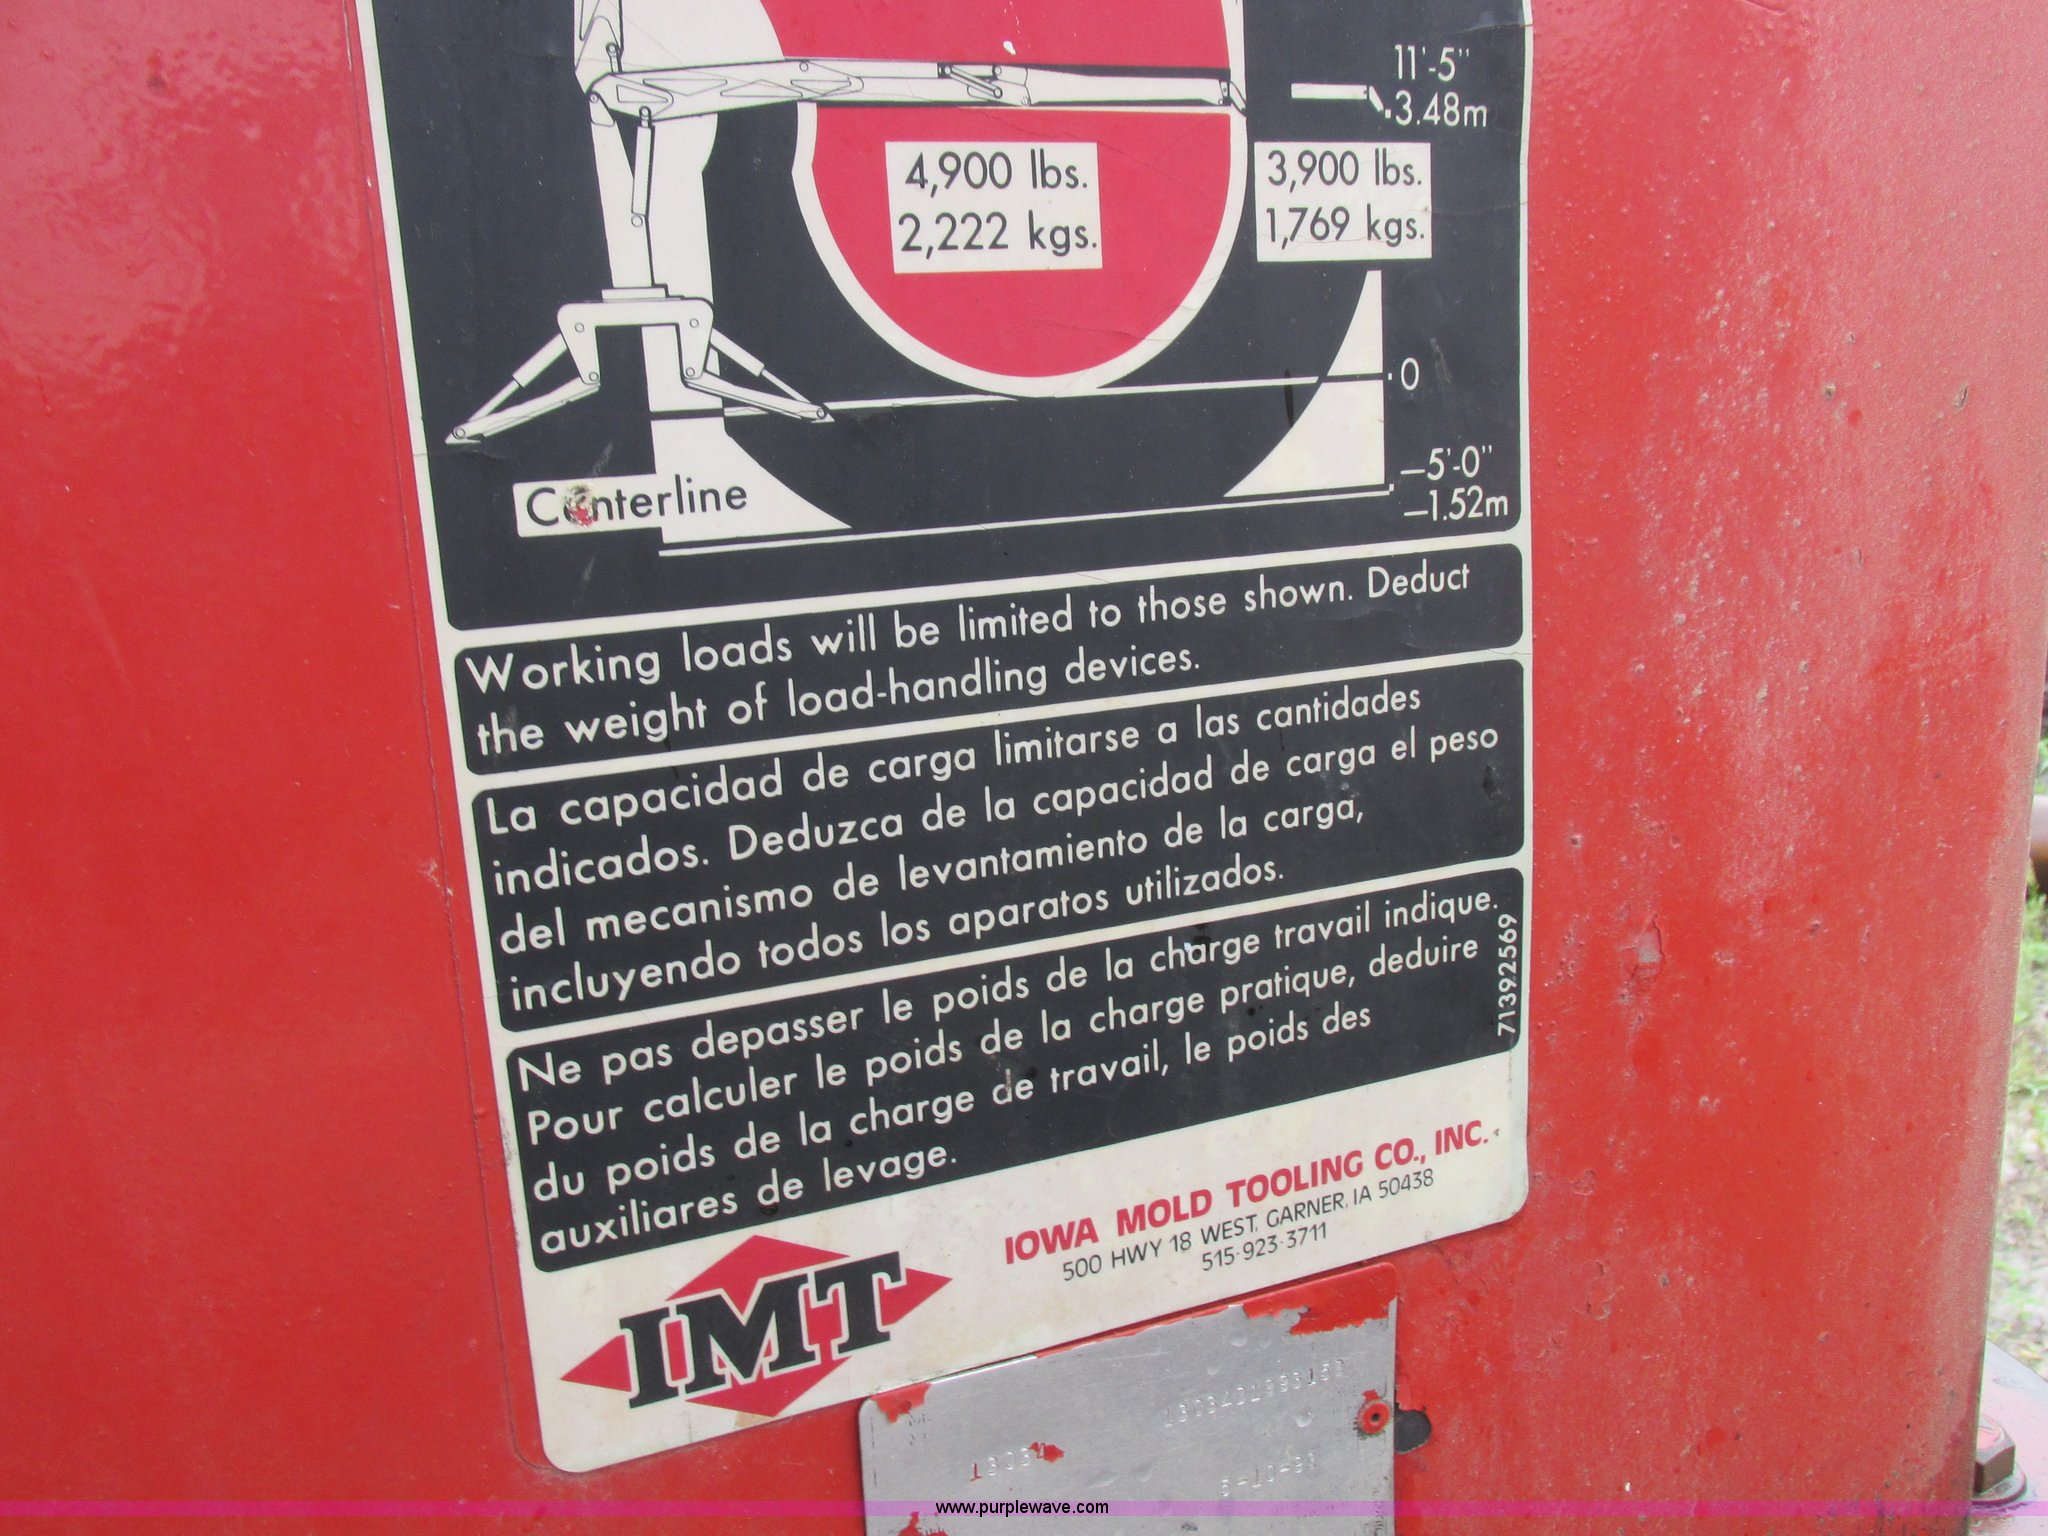 11'-5"
3.48m
4,900 lbs.
2,222 kgs.
3,900 lbs.
1,769 kgs.
0
–5'-0"
–1.52m
Centerline
Working loads will be limited to those shown. Deduct
the weight of load-handling devices.
La capacidad de carga limitarse a las cantidades
indicados. Deduzca de la capacidad de carga el peso
del mecanismo de levantamiento de la carga,
incluyendo todos los aparatos utilizados.
Ne pas depasser le poids de la charge travail indique.
Pour calculer le poids de la charge pratique, deduire
du poids de la charge de travail, le poids des
auxiliares de levage.
71392569
IMT
IOWA MOLD TOOLING CO., INC.
500 HWY 18 WEST, GARNER, IA 50438
515·923·3711
13034
www.purplewave.com